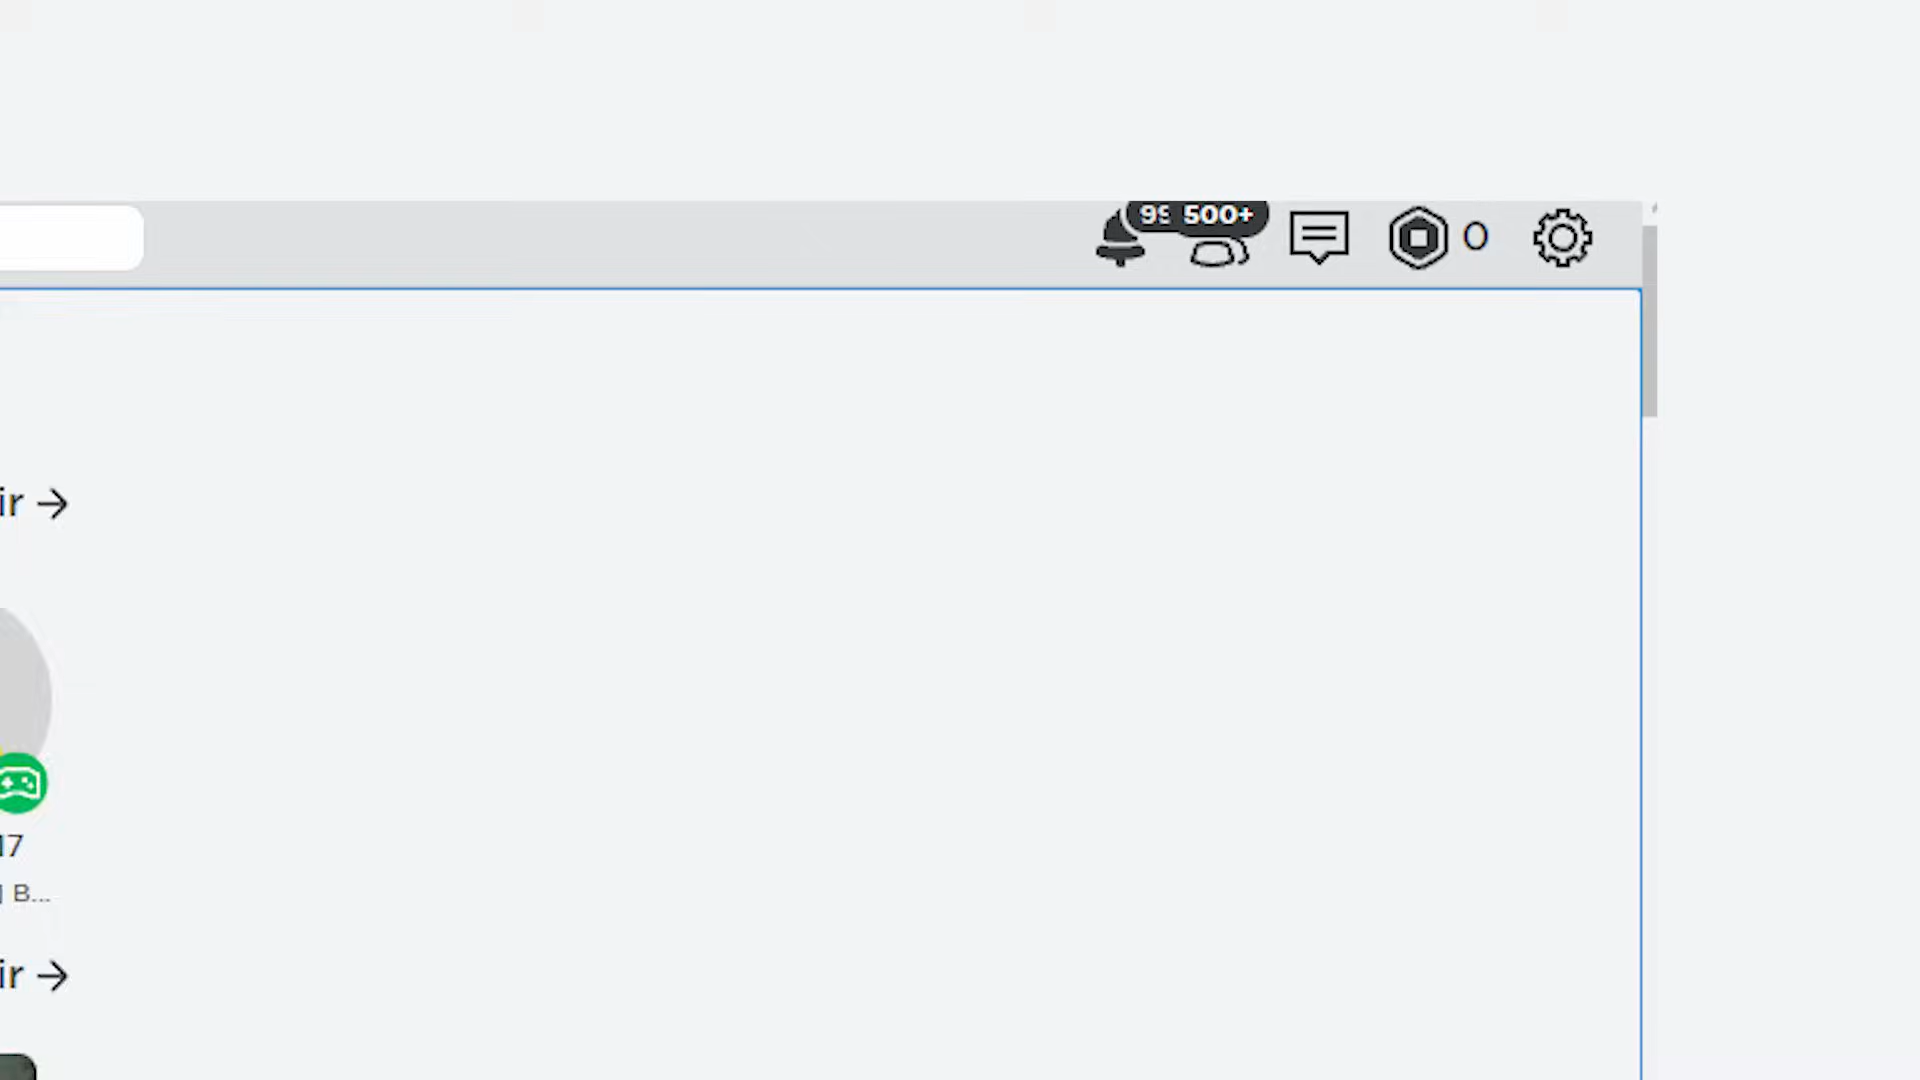 99
500+
0
ir →
17
B...
ir →